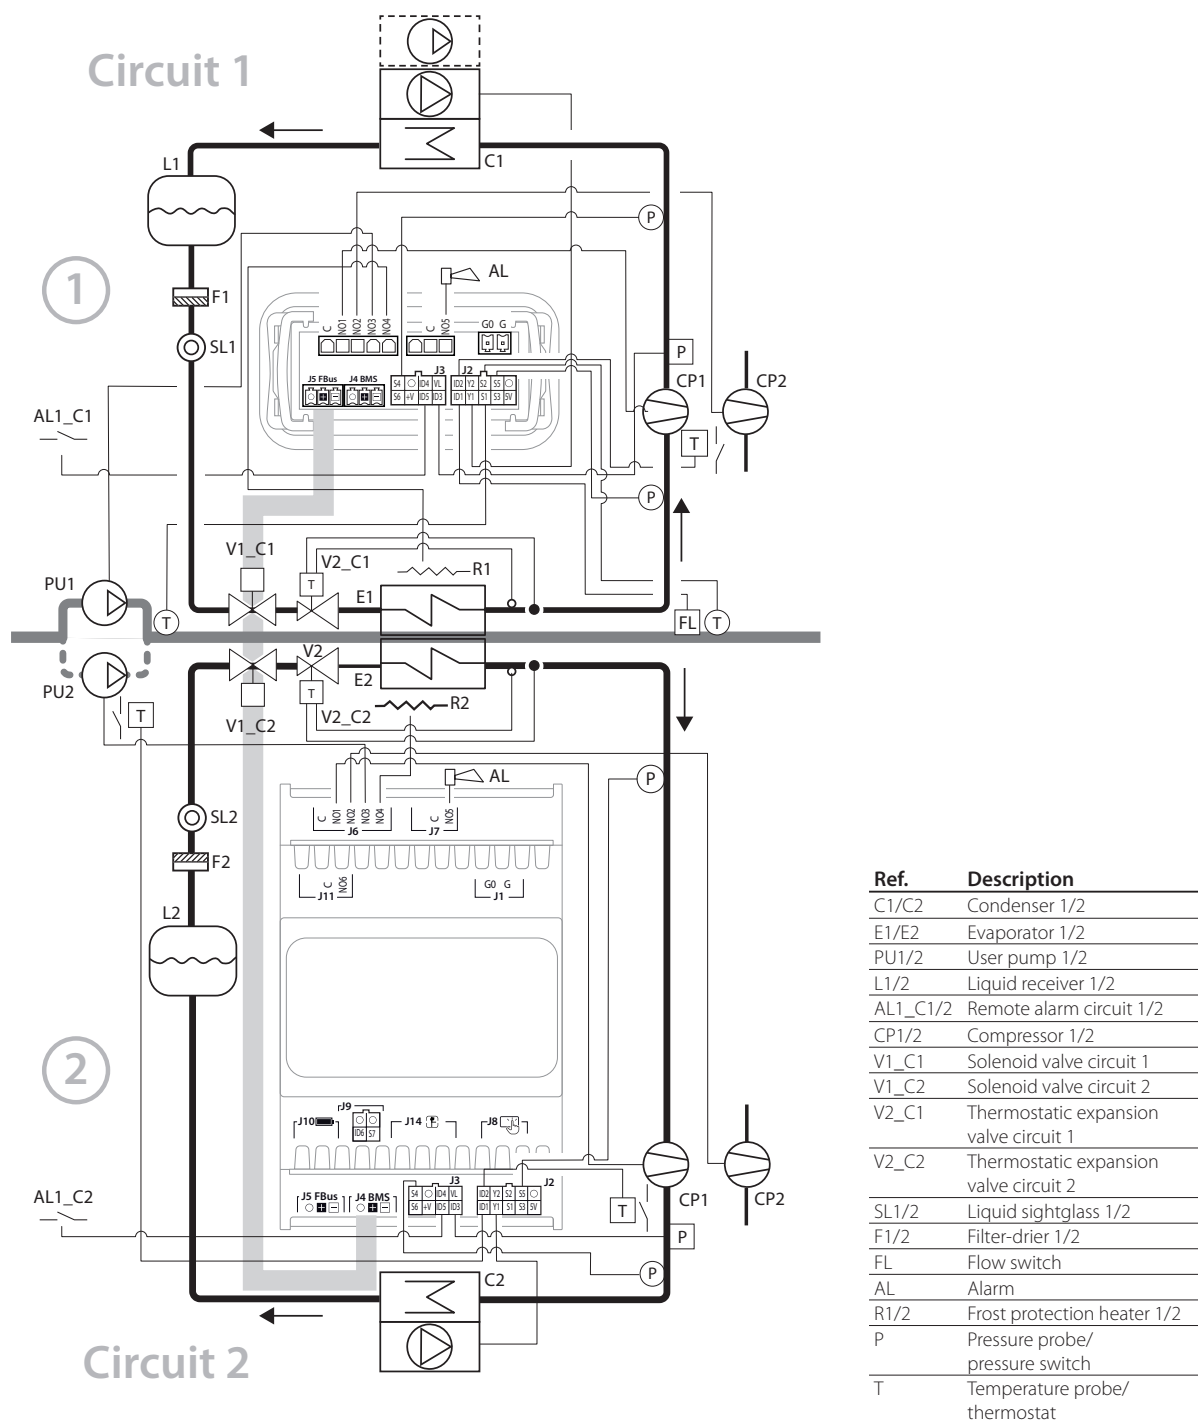 Circuit 1
C1
L1
P
AL
1
F1
C
NO1
NO2
NO3
NO4
C
NO5
G0 G
SL1
P
J5 FBus
J4 BMS
J3
J2
CP1
CP2
S4
ID4
VL
ID2
Y2
S2
S5
S6
+V
ID5
ID3
ID1
Y1
S1
S3
5V
AL1_C1
T
P
V1_C1
V2_C1
R1
PU1
T
E1
T
FL
T
V2
PU2
E2
T
T
R2
V1_C2
V2_C2
P
AL
SL2
C
NO1
NO2
NO3
NO4
C
NO5
J6
J7
F2
C
NO6
G0 G
J11
J1
L2
2
J9
J10
J14
J8
ID6
S7
J3
J2
AL1_C2
J5 FBus
J4 BMS
S4
ID4
VL
ID2
Y2
S2
S5
S6
+V
ID5
ID3
ID1
Y1
S1
S3
5V
T
CP1
CP2
P
C2
P
Circuit 2
Ref. Description
C1/C2 Condenser 1/2
E1/E2 Evaporator 1/2
PU1/2 User pump 1/2
L1/2 Liquid receiver 1/2
AL1_C1/2 Remote alarm circuit 1/2
CP1/2 Compressor 1/2
V1_C1 Solenoid valve circuit 1
V1_C2 Solenoid valve circuit 2
V2_C1 Thermostatic expansion
valve circuit 1
V2_C2 Thermostatic expansion
valve circuit 2
SL1/2 Liquid sightglass 1/2
F1/2 Filter-drier 1/2
FL Flow switch
AL Alarm
R1/2 Frost protection heater 1/2
P Pressure probe/
pressure switch
T Temperature probe/
thermostat